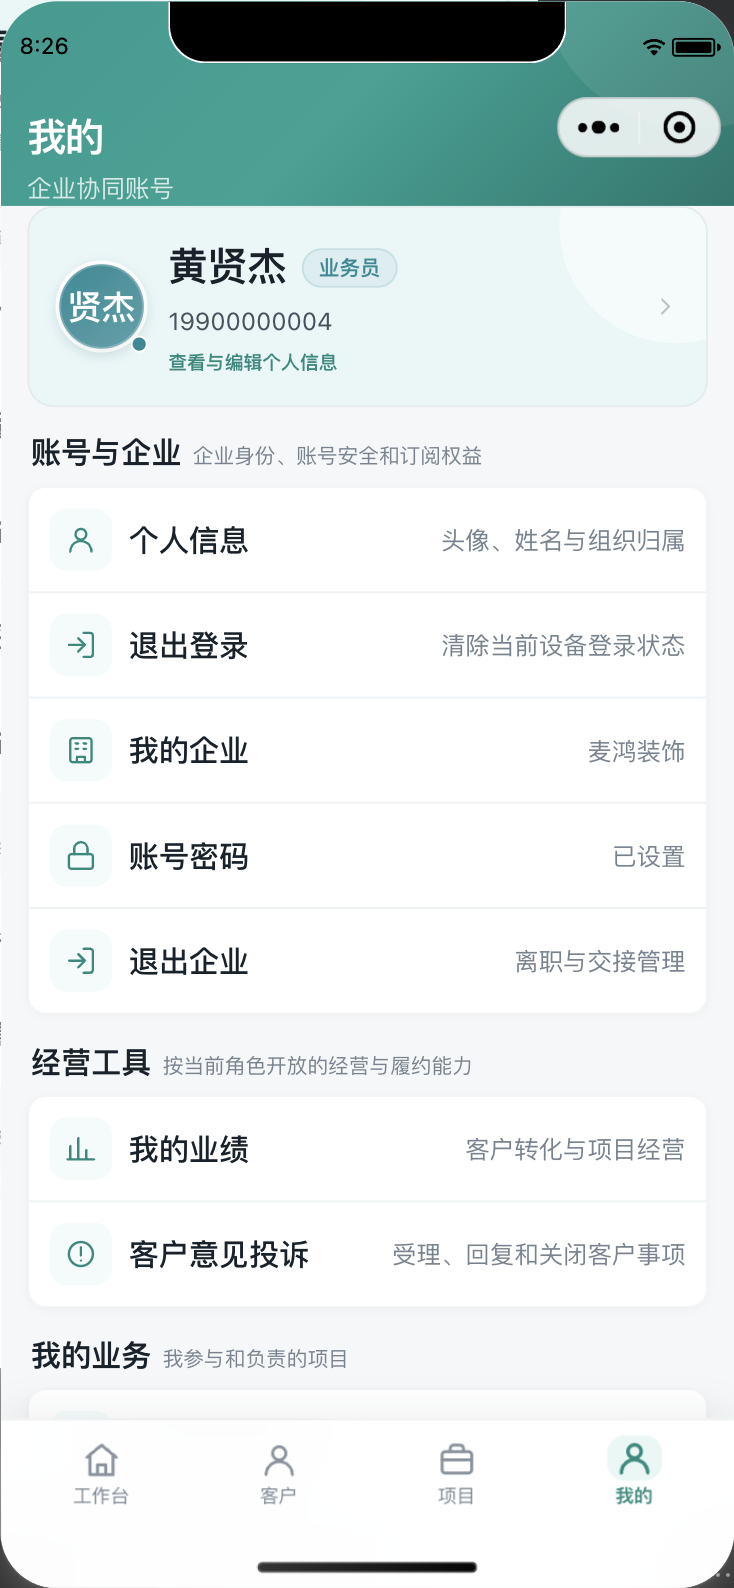 8:26
我的
企业协同账号
贤杰
黄贤杰 业务员
19900000004
查看与编辑个人信息
账号与企业 企业身份、账号安全和订阅权益
个人信息 头像、姓名与组织归属
退出登录 清除当前设备登录状态
我的企业 麦鸿装饰
账号密码 已设置
退出企业 离职与交接管理
经营工具 按当前角色开放的经营与履约能力
我的业绩 客户转化与项目经营
客户意见投诉 受理、回复和关闭客户事项
我的业务 我参与和负责的项目
工作台 客户 项目 我的